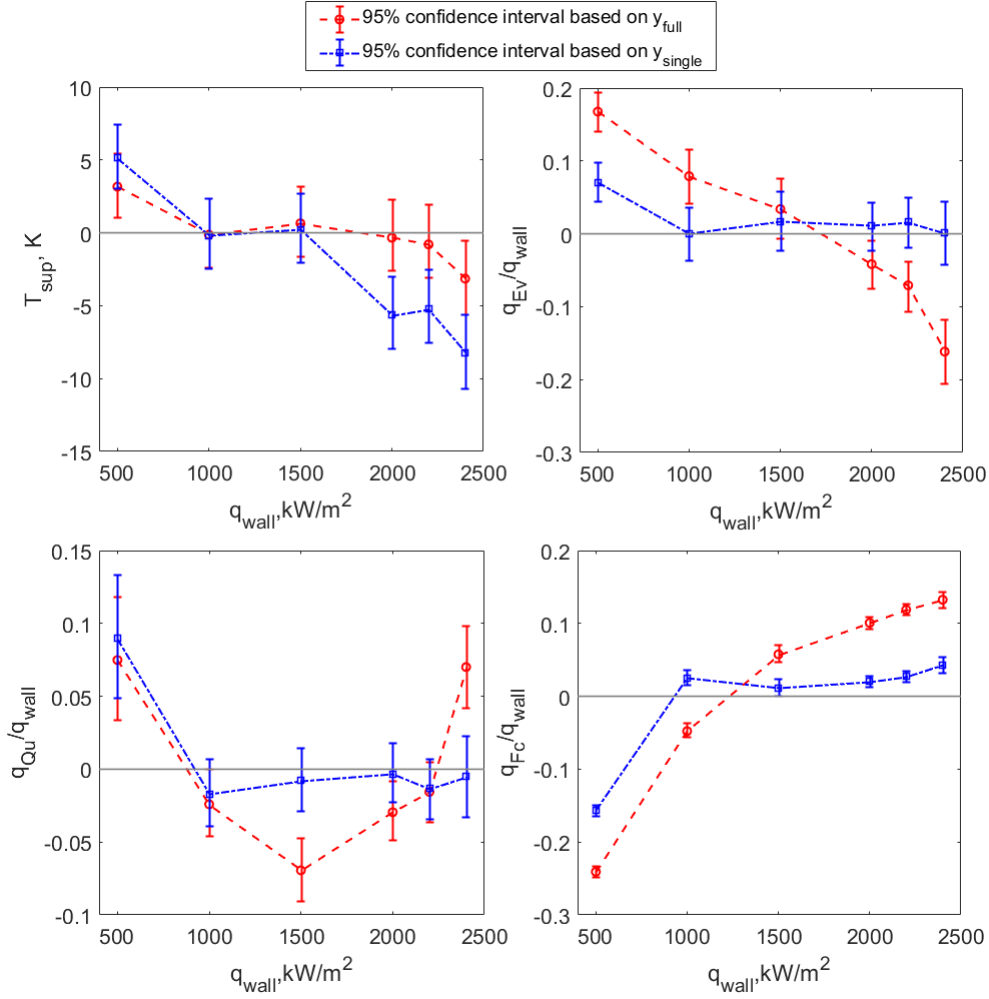 95% confidence interval based on y_full
95% confidence interval based on y_single
10
5
0
-5
-10
-15
T_sup, K
500 1000 1500 2000 2500
q_wall,kW/m^2
0.2
0.1
0
-0.1
-0.2
-0.3
q_Ev/q_wall
500 1000 1500 2000 2500
q_wall,kW/m^2
0.15
0.1
0.05
0
-0.05
-0.1
q_Qu/q_wall
500 1000 1500 2000 2500
q_wall,kW/m^2
0.2
0.1
0
-0.1
-0.2
-0.3
q_Fc/q_wall
500 1000 1500 2000 2500
q_wall,kW/m^2